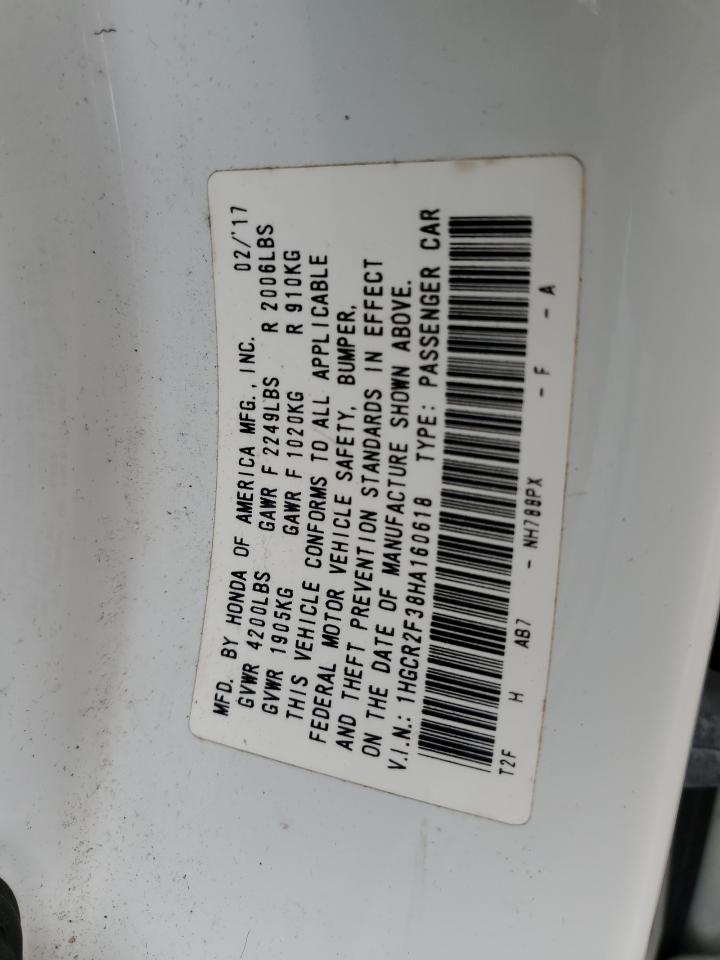 MFD. BY HONDA OF AMERICA MFG., INC. 02/'17
GVWR 4200LBS GAWR F 2249LBS R 2006LBS
GVWR 1905KG GAWR F 1020KG R 910KG
THIS VEHICLE CONFORMS TO ALL APPLICABLE
FEDERAL MOTOR VEHICLE SAFETY, BUMPER,
AND THEFT PREVENTION STANDARDS IN EFFECT
ON THE DATE OF MANUFACTURE SHOWN ABOVE.
V.I.N.: 1HGCR2F38HA160618 TYPE: PASSENGER CAR
T2F H AB7 - NH788PX - F - A